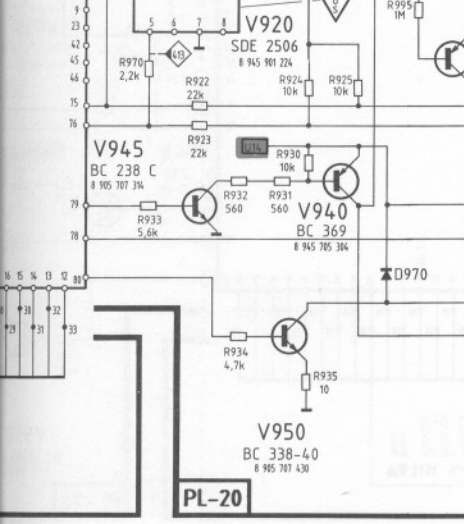 9
23
42
45
46
15
76
79
78
80
5 6 7 8
V920
SDE 2506
8 945 901 224
413
R970
2,2k
R922
22k
R923
22k
R924
10k
R925
10k
R995
1M
U14
R930
10k
V945
BC 238 C
8 905 707 314
R932
560
R931
560
V940
BC 369
8 945 705 304
R933
5,6k
D970
16 15 14 13 12
30
32
29
31
33
R934
4,7k
R935
10
V950
BC 338-40
8 905 707 430
PL-20